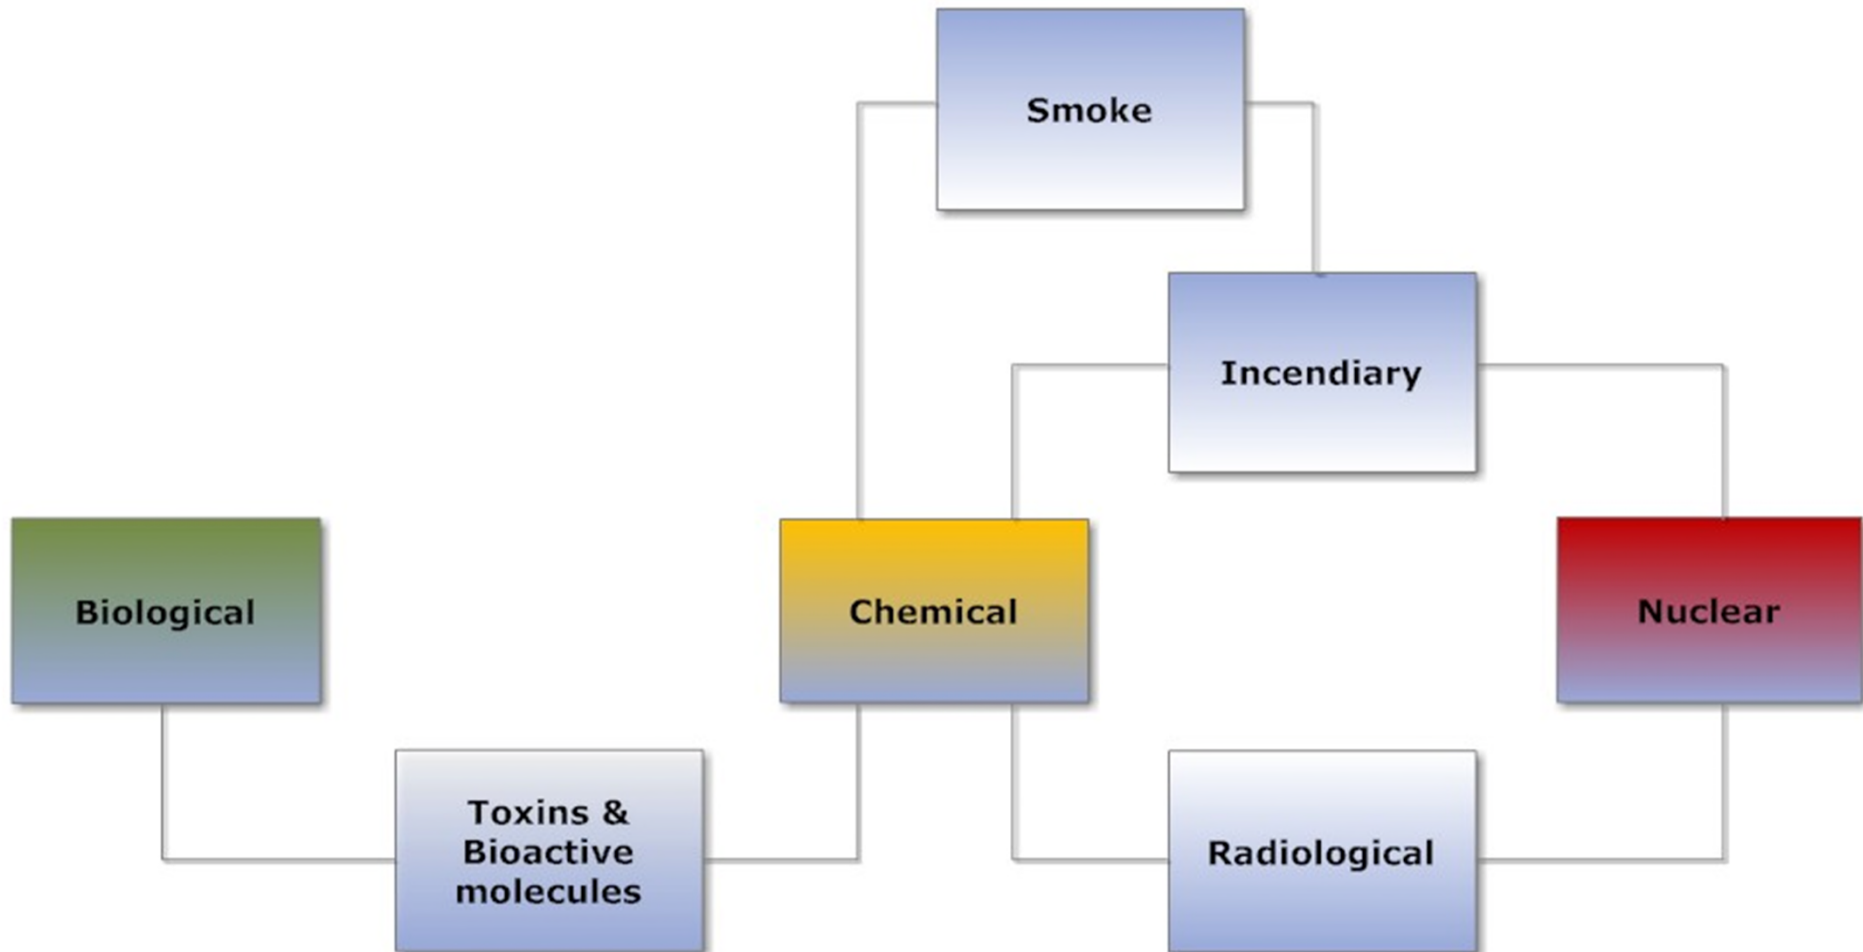 Smoke
Incendiary
Biological
Chemical
Nuclear
Toxins &
Bioactive
molecules
Radiological